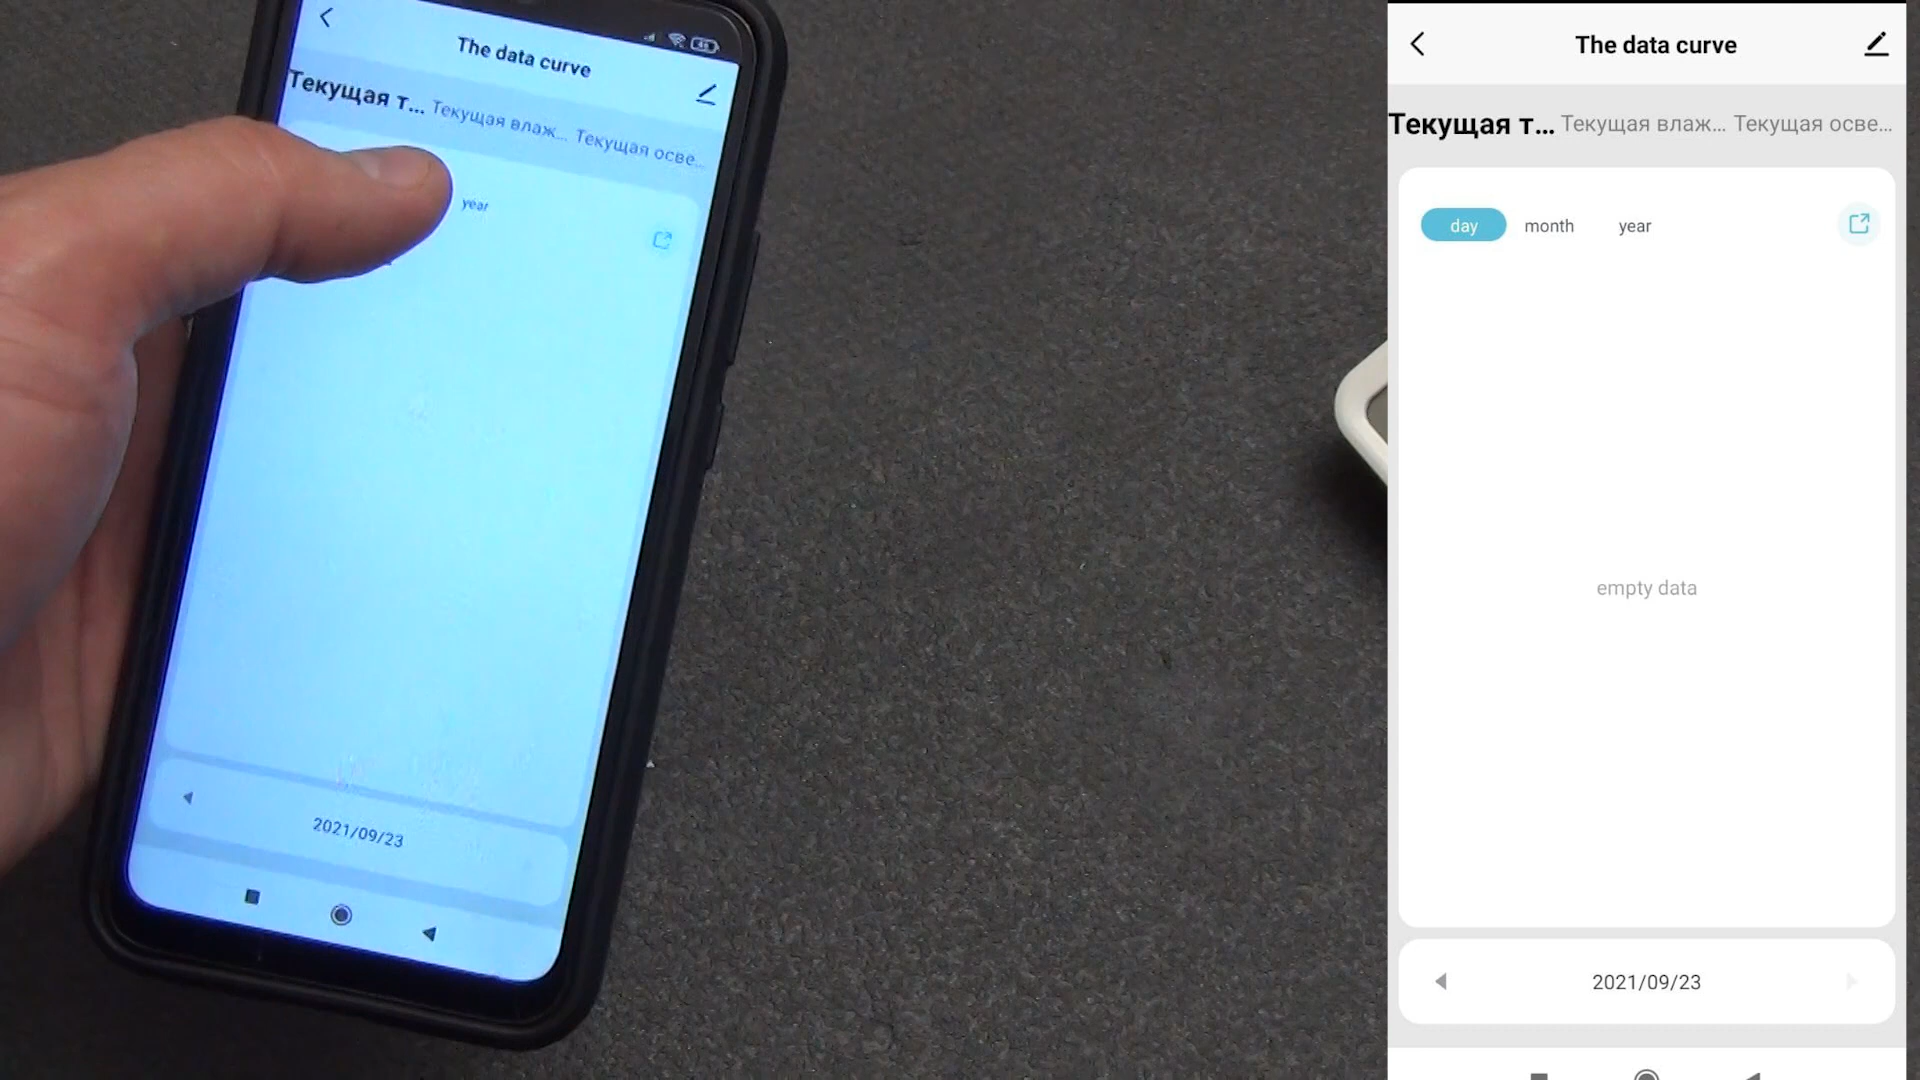 The data curve
Текущая т... Текущая влаж... Текущая осве...
year
2021/09/23
The data curve
Текущая т... Текущая влаж... Текущая осве...
day month year
empty data
2021/09/23